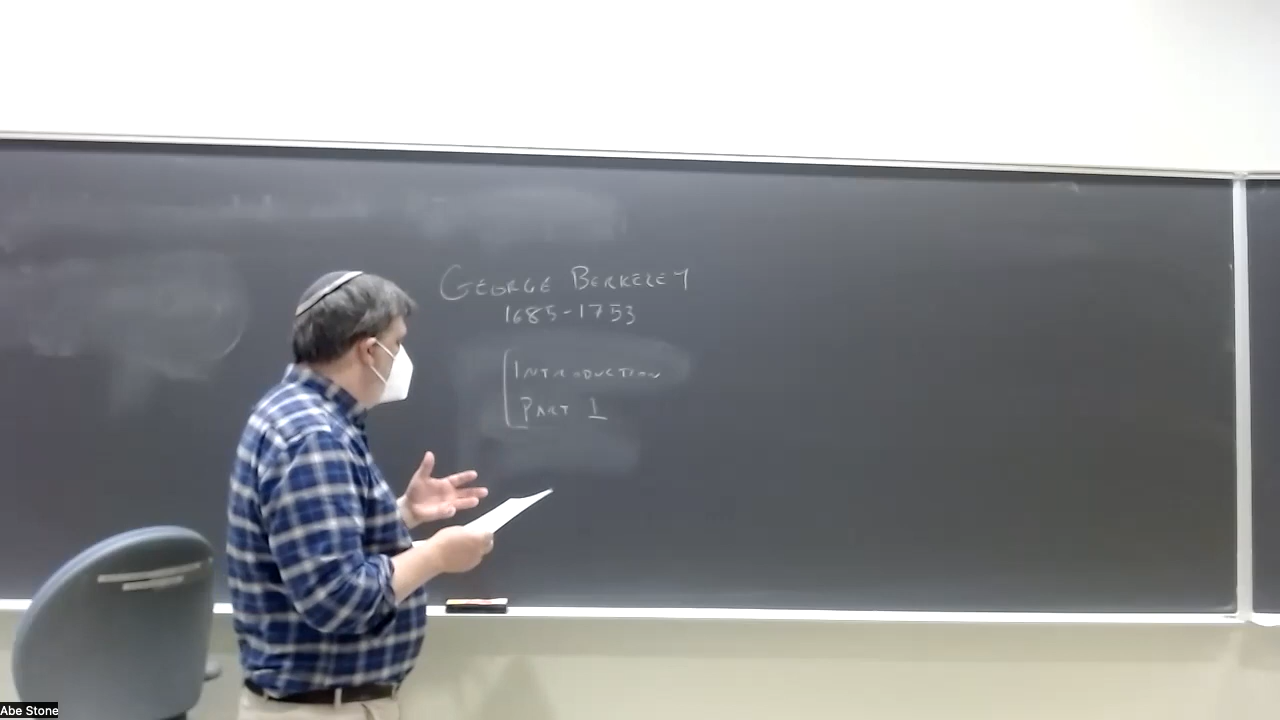 GEORGE BERKELEY
1685-1753
INTRODUCTION
PART 1
Abe Stone